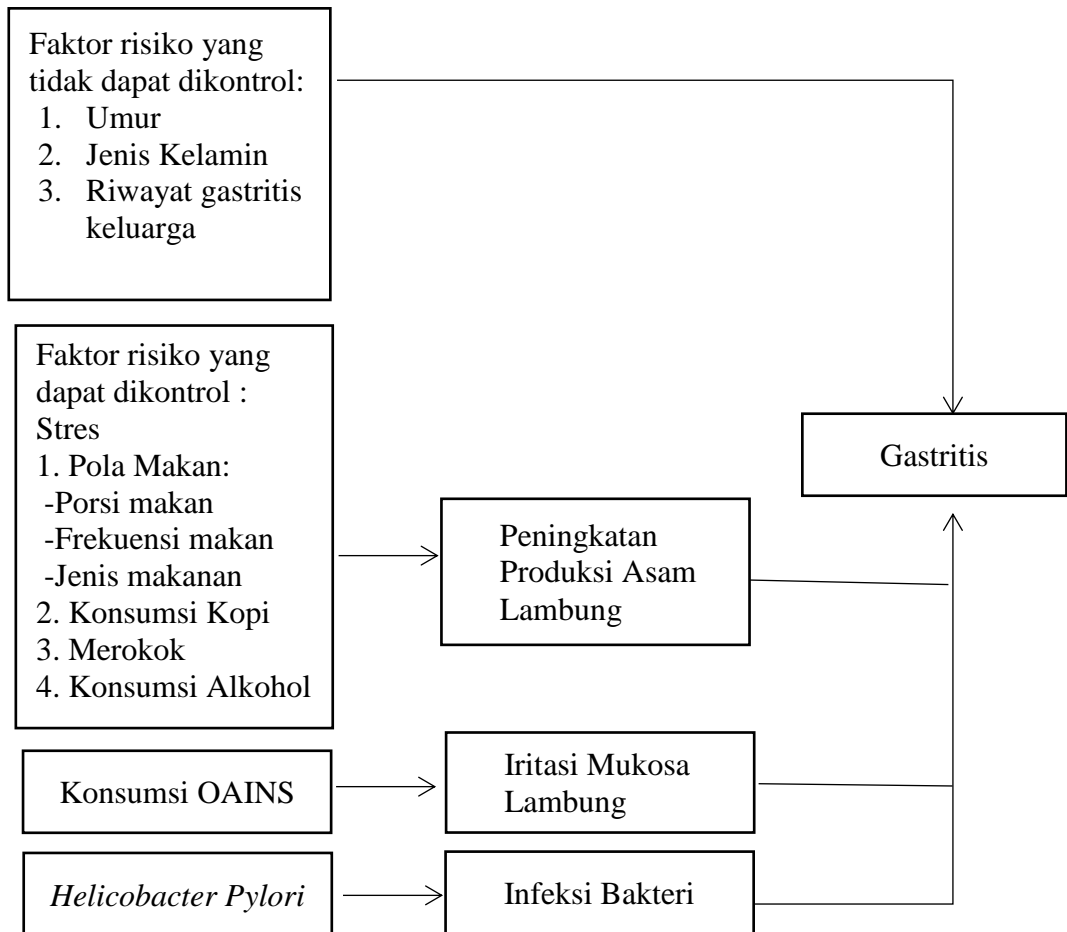 Faktor risiko yang
tidak dapat dikontrol:
1. Umur
2. Jenis Kelamin
3. Riwayat gastritis
keluarga
Faktor risiko yang
dapat dikontrol :
Stres
1. Pola Makan:
-Porsi makan
-Frekuensi makan
-Jenis makanan
2. Konsumsi Kopi
3. Merokok
4. Konsumsi Alkohol
Gastritis
Peningkatan
Produksi Asam
Lambung
Konsumsi OAINS
Iritasi Mukosa
Lambung
Helicobacter Pylori
Infeksi Bakteri